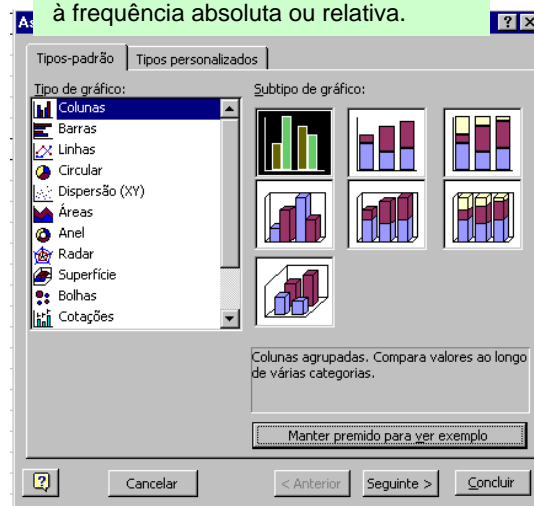 à frequência absoluta ou relativa.
As
Tipos-padrão Tipos personalizados
Tipo de gráfico: Subtipo de gráfico:
Colunas
Barras
Linhas
Circular
Dispersão (XY)
Áreas
Anel
Radar
Superfície
Bolhas
Cotações
Colunas agrupadas. Compara valores ao longo
de várias categorias.
Manter premido para ver exemplo
Cancelar < Anterior Seguinte > Concluir